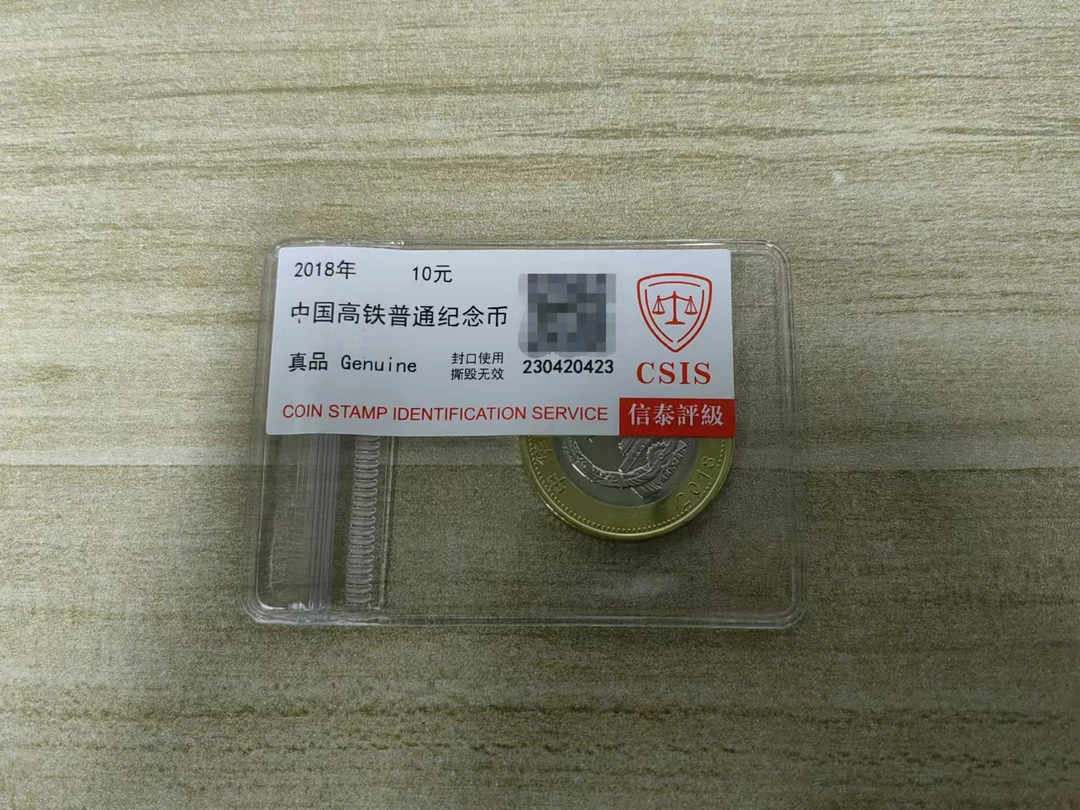 2018年 10元
中国高铁普通纪念币
真品 Genuine
封口使用
撕毁无效
230420423
COIN STAMP IDENTIFICATION SERVICE
CSIS
信泰評級
中
2018